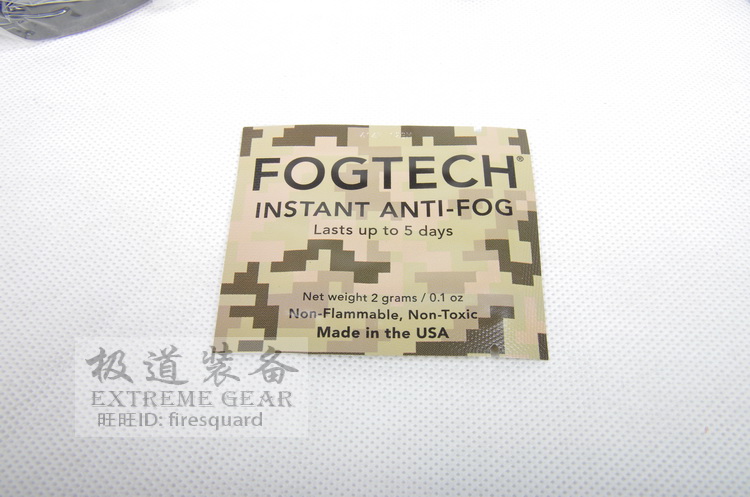 FOGTECH®
INSTANT ANTI-FOG
Lasts up to 5 days
Net weight 2 grams / 0.1 oz
Non-Flammable, Non-Toxic
Made in the USA
极道装备
EXTREME GEAR
旺旺ID: firesquard